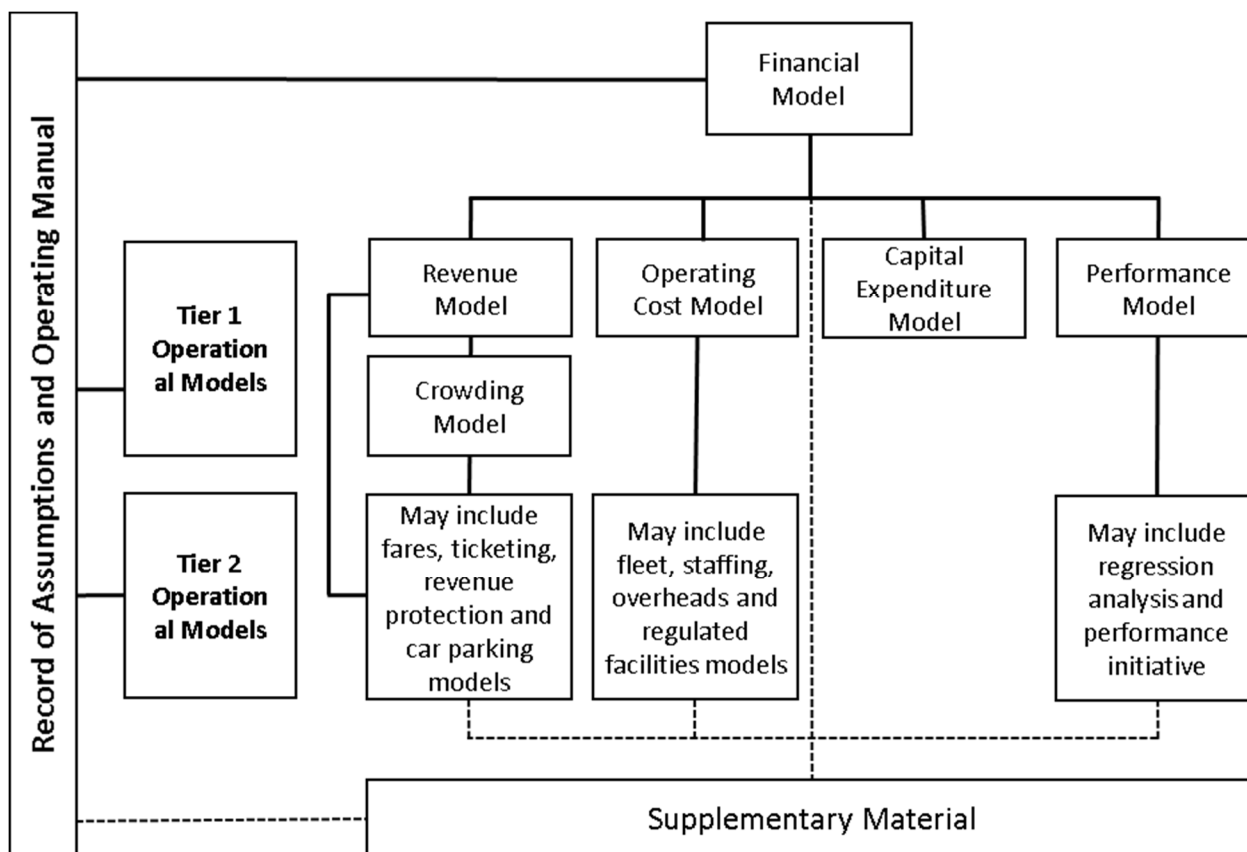 Record of Assumptions and Operating Manual
Financial
Model
Revenue
Model
Operating
Cost Model
Capital
Expenditure
Model
Performance
Model
Tier 1
Operation
al Models
Crowding
Model
Tier 2
Operation
al Models
May include
fares, ticketing,
revenue
protection and
car parking
models
May include
fleet, staffing,
overheads and
regulated
facilities models
May include
regression
analysis and
performance
initiative
Supplementary Material